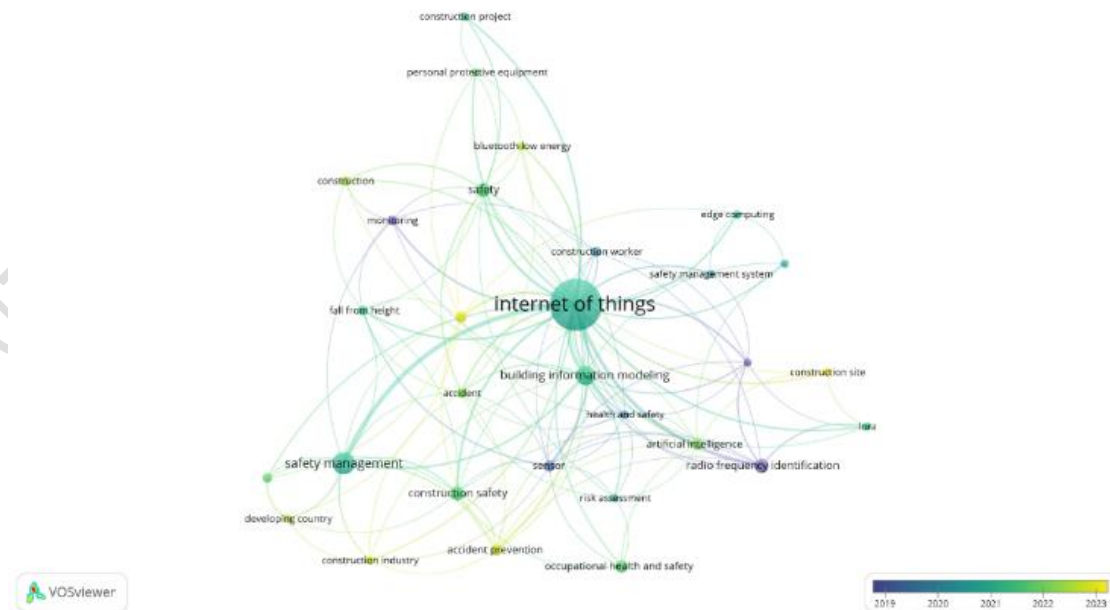 construction project
personal protective equipment
bluetooth low energy
construction
safety
monitoring
edge computing
construction worker
safety management system
internet of things
fall from height
building information modeling
construction site
accident
health and safety
artificial intelligence
safety management
sensor
radio frequency identification
construction safety
risk assessment
developing country
accident prevention
construction industry
occupational health and safety
VOSviewer
2019 2020 2021 2022 2023